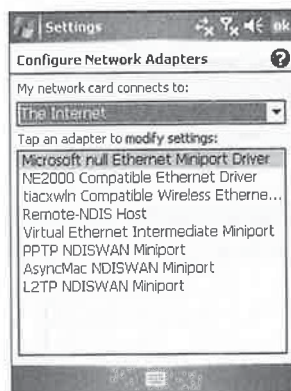 Settings
ok
Configure Network Adapters
?
My network card connects to:
The Internet
Tap an adapter to modify settings:
Microsoft null Ethernet Miniport Driver
NE2000 Compatible Ethernet Driver
tiacxwln Compatible Wireless Etherne...
Remote-NDIS Host
Virtual Ethernet Intermediate Miniport
PPTP NDISWAN Miniport
AsyncMac NDISWAN Miniport
L2TP NDISWAN Miniport